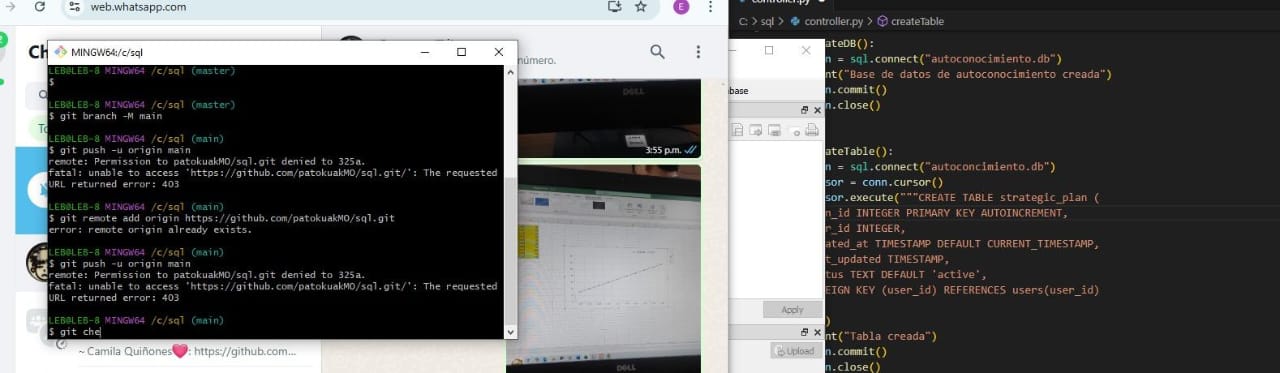 web.whatsapp.com
E
Ch
número.
MINGW64:/c/sql
LEB@LEB-8 MINGW64 /c/sql (master)
$
LEB@LEB-8 MINGW64 /c/sql (master)
$ git branch -M main
LEB@LEB-8 MINGW64 /c/sql (main)
$ git push -u origin main
remote: Permission to patokuakMO/sql.git denied to 325a.
fatal: unable to access 'https://github.com/patokuakMO/sql.git/': The requested
URL returned error: 403
LEB@LEB-8 MINGW64 /c/sql (main)
$ git remote add origin https://github.com/patokuakMO/sql.git
error: remote origin already exists.
LEB@LEB-8 MINGW64 /c/sql (main)
$ git push -u origin main
remote: Permission to patokuakMO/sql.git denied to 325a.
fatal: unable to access 'https://github.com/patokuakMO/sql.git/': The requested
URL returned error: 403
LEB@LEB-8 MINGW64 /c/sql (main)
$ git che
~ Camila Quiñones💗: https://github.com...
DELL
3:55 p.m.
DELL
base
Apply
Upload
controller.py
C: > sql > controller.py > createTable
ateDB():
n = sql.connect("autoconocimiento.db")
nt("Base de datos de autoconocimiento creada")
n.commit()
n.close()
ateTable():
n = sql.connect("autoconocimiento.db")
sor = conn.cursor()
sor.execute("""CREATE TABLE strategic_plan (
n_id INTEGER PRIMARY KEY AUTOINCREMENT,
r_id INTEGER,
ated_at TIMESTAMP DEFAULT CURRENT_TIMESTAMP,
t_updated TIMESTAMP,
tus TEXT DEFAULT 'active',
EIGN KEY (user_id) REFERENCES users(user_id)
)
nt("Tabla creada")
n.commit()
n.close()